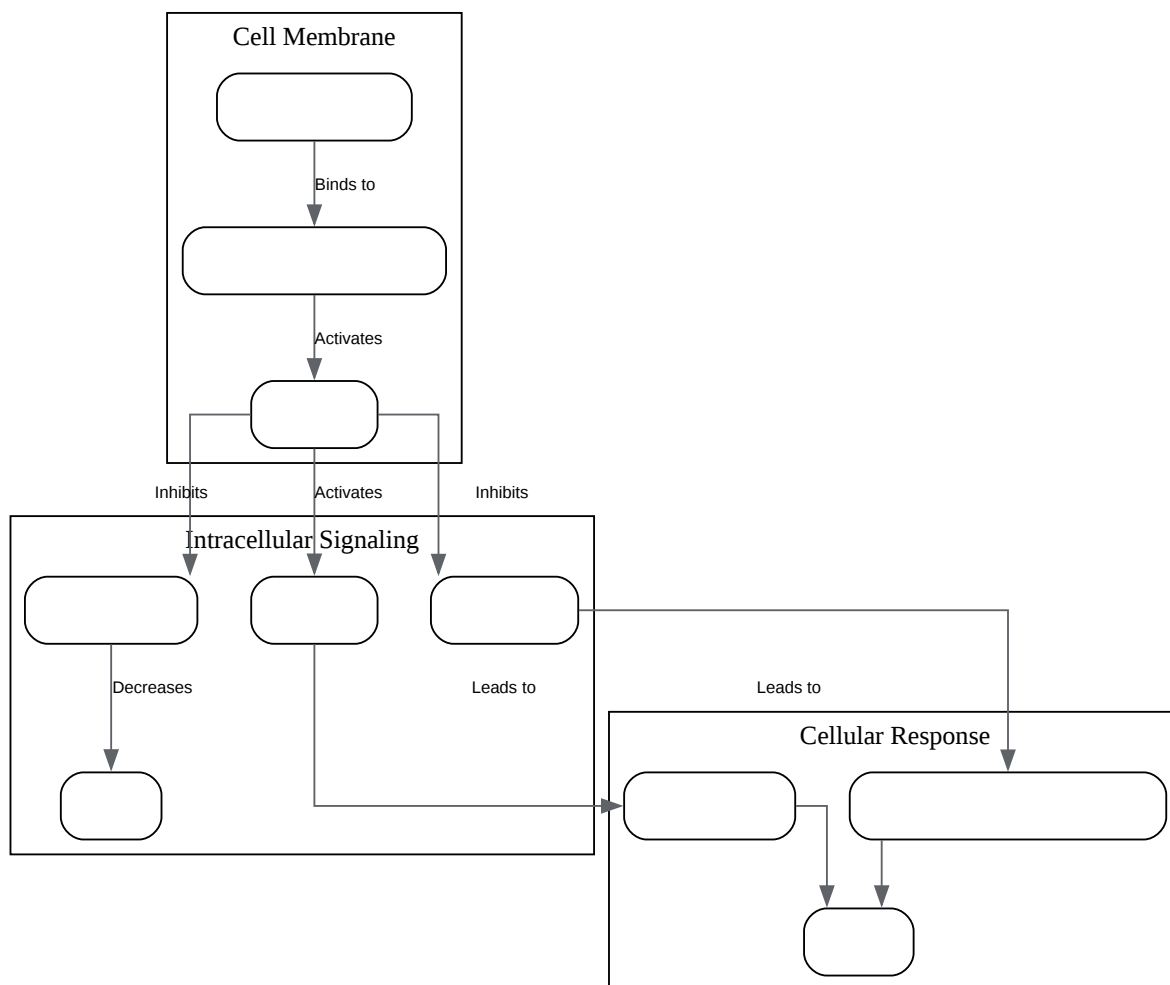 Cell Membrane
Binds to
Activates
Inhibits
Activates
Inhibits
Intracellular Signaling
Decreases
Leads to
Leads to
Cellular Response